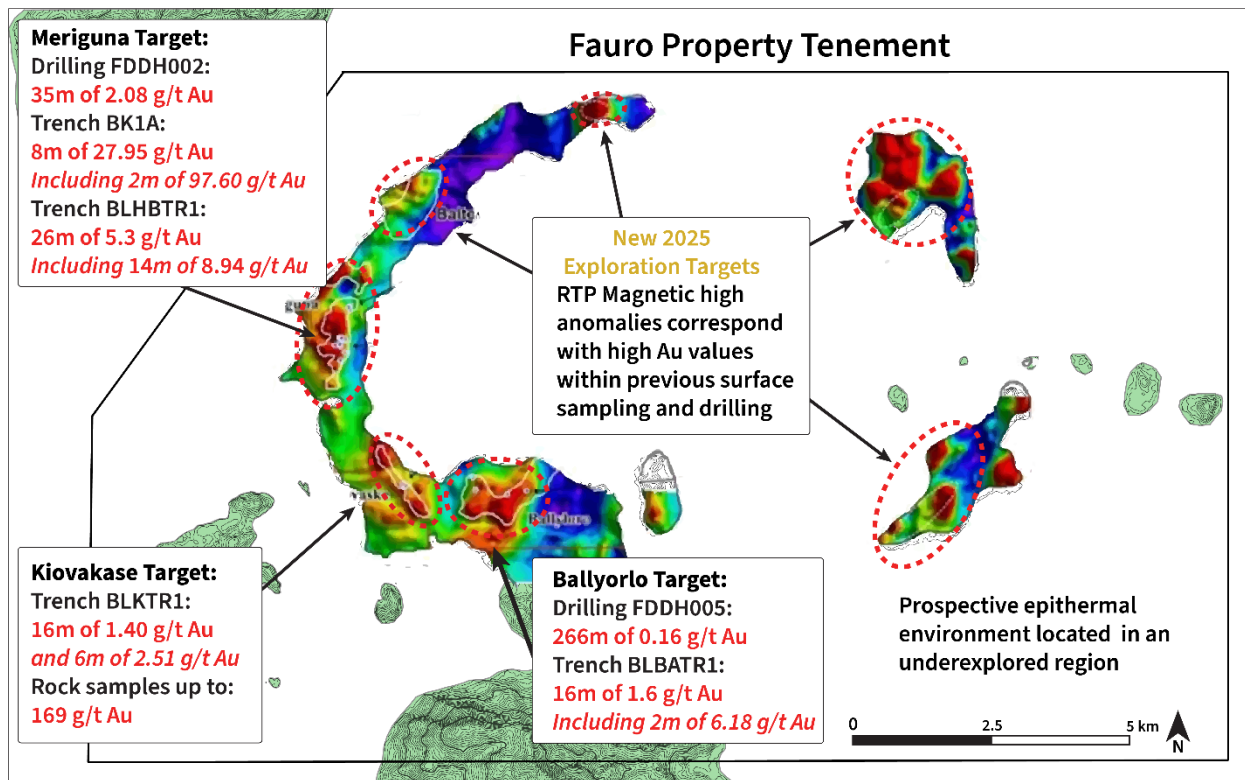 Fauro Property Tenement
Meriguna Target:
Drilling FDDH002:
35m of 2.08 g/t Au
Trench BK1A:
8m of 27.95 g/t Au
Including 2m of 97.60 g/t Au
Trench BLHBTR1:
26m of 5.3 g/t Au
Including 14m of 8.94 g/t Au
New 2025
Exploration Targets
RTP Magnetic high
anomalies correspond
with high Au values
within previous surface
sampling and drilling
guna
Kiovakase Target:
Trench BLKTR1:
16m of 1.40 g/t Au
and 6m of 2.51 g/t Au
Rock samples up to:
169 g/t Au
Ballyorlo Target:
Drilling FDDH005:
266m of 0.16 g/t Au
Trench BLBATR1:
16m of 1.6 g/t Au
Including 2m of 6.18 g/t Au
Prospective epithermal
environment located in an
underexplored region
0 2.5 5 km
N